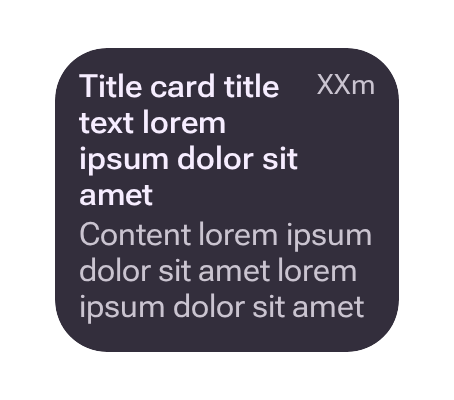 Title card title XXm
text lorem
ipsum dolor sit
amet
Content lorem ipsum
dolor sit amet lorem
ipsum dolor sit amet